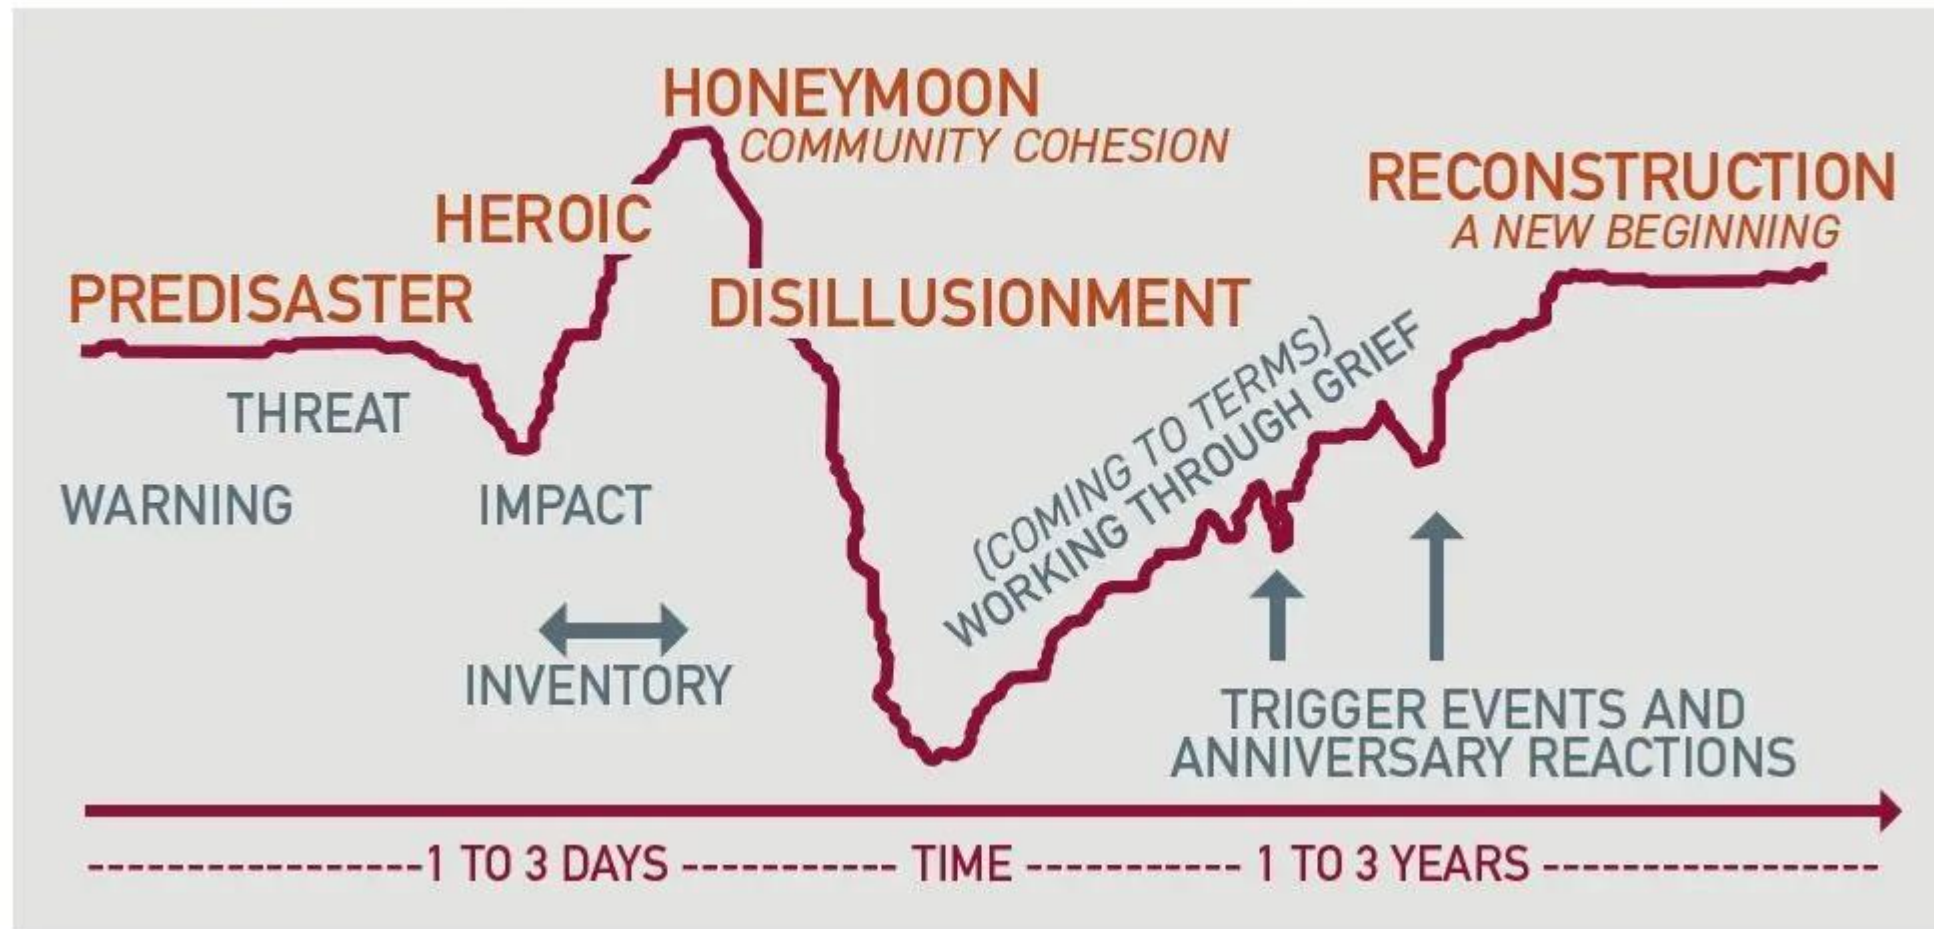 HONEYMOON
COMMUNITY COHESION
RECONSTRUCTION
A NEW BEGINNING
HEROIC
PREDISASTER
DISILLUSIONMENT
THREAT
(COMING TO TERMS)
WORKING THROUGH GRIEF
WARNING
IMPACT
INVENTORY
TRIGGER EVENTS AND
ANNIVERSARY REACTIONS
1 TO 3 DAYS TIME 1 TO 3 YEARS